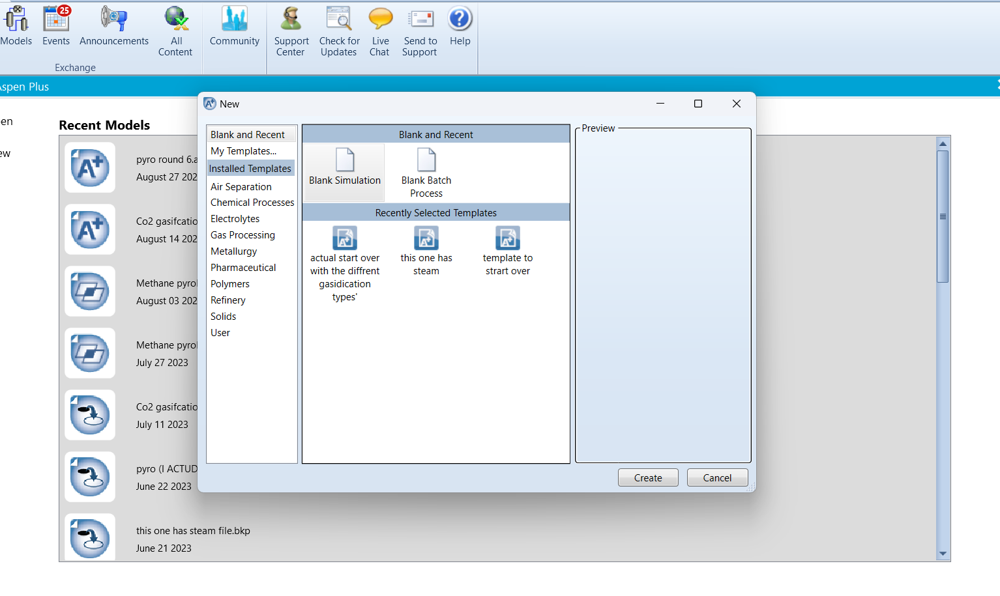 Models
Events
25
Announcements
All
Content
Community
Support
Center
Check for
Updates
Live
Chat
Send to
Support
Help
Exchange
Aspen Plus
Recent Models
pyro round 6.a
August 27 202
Co2 gasifcatio
August 14 202
Methane pyrol
August 03 202
Methane pyrol
July 27 2023
Co2 gasifcatio
July 11 2023
pyro (I ACTUD
June 22 2023
this one has steam file.bkp
June 21 2023
New
Blank and Recent
My Templates...
Installed Templates
Air Separation
Chemical Processes
Electrolytes
Gas Processing
Metallurgy
Pharmaceutical
Polymers
Refinery
Solids
User
Blank and Recent
Blank Simulation
Blank Batch
Process
Recently Selected Templates
actual start over
with the diffrent
gasidication
types'
this one has
steam
template to
strart over
Preview
Create
Cancel